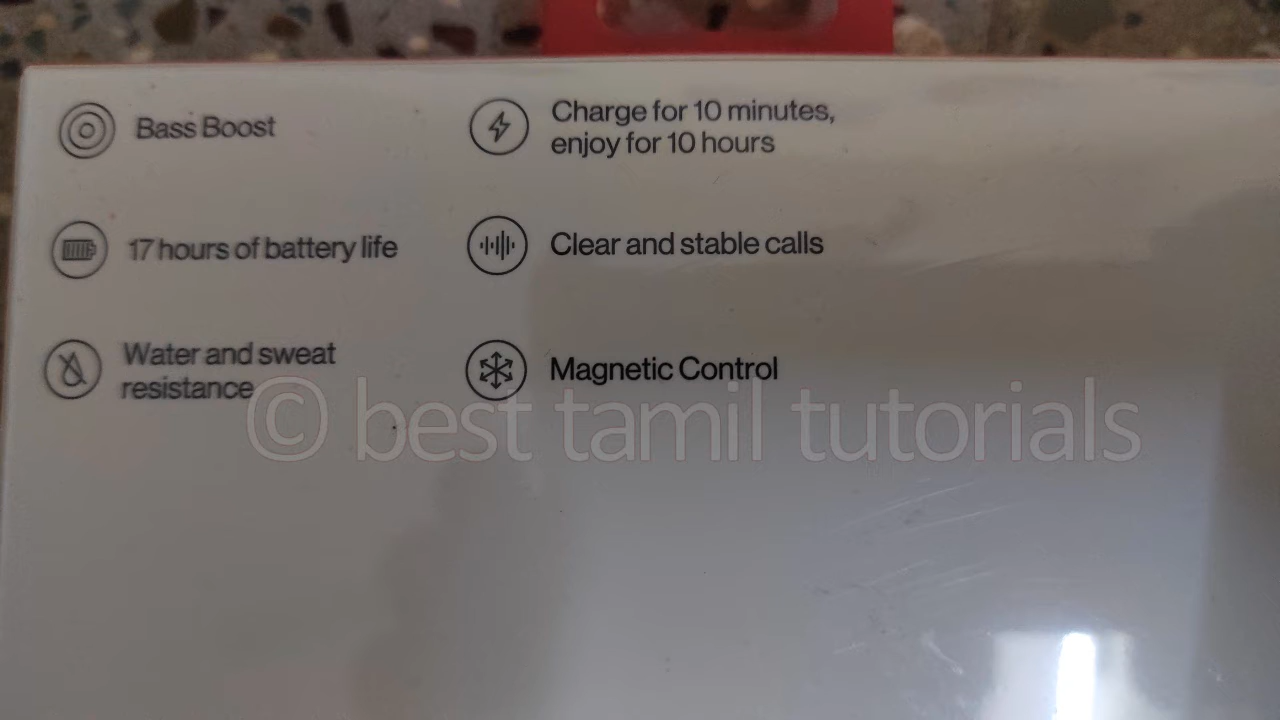 Bass Boost
Charge for 10 minutes,
enjoy for 10 hours
17 hours of battery life
Clear and stable calls
Water and sweat
resistance
Magnetic Control
© best tamil tutorials